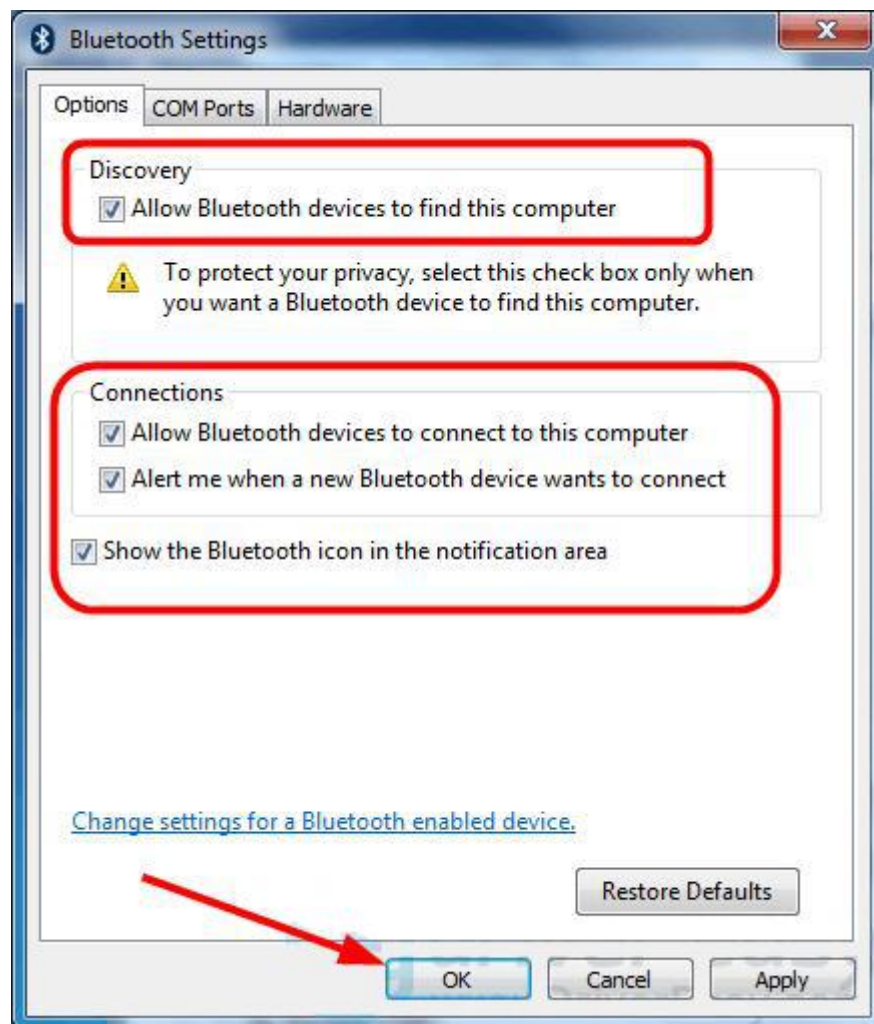 Bluetooth Settings
Options COM Ports Hardware
Discovery
Allow Bluetooth devices to find this computer
To protect your privacy, select this check box only when
you want a Bluetooth device to find this computer.
Connections
Allow Bluetooth devices to connect to this computer
Alert me when a new Bluetooth device wants to connect
Show the Bluetooth icon in the notification area
Change settings for a Bluetooth enabled device.
Restore Defaults
OK Cancel Apply